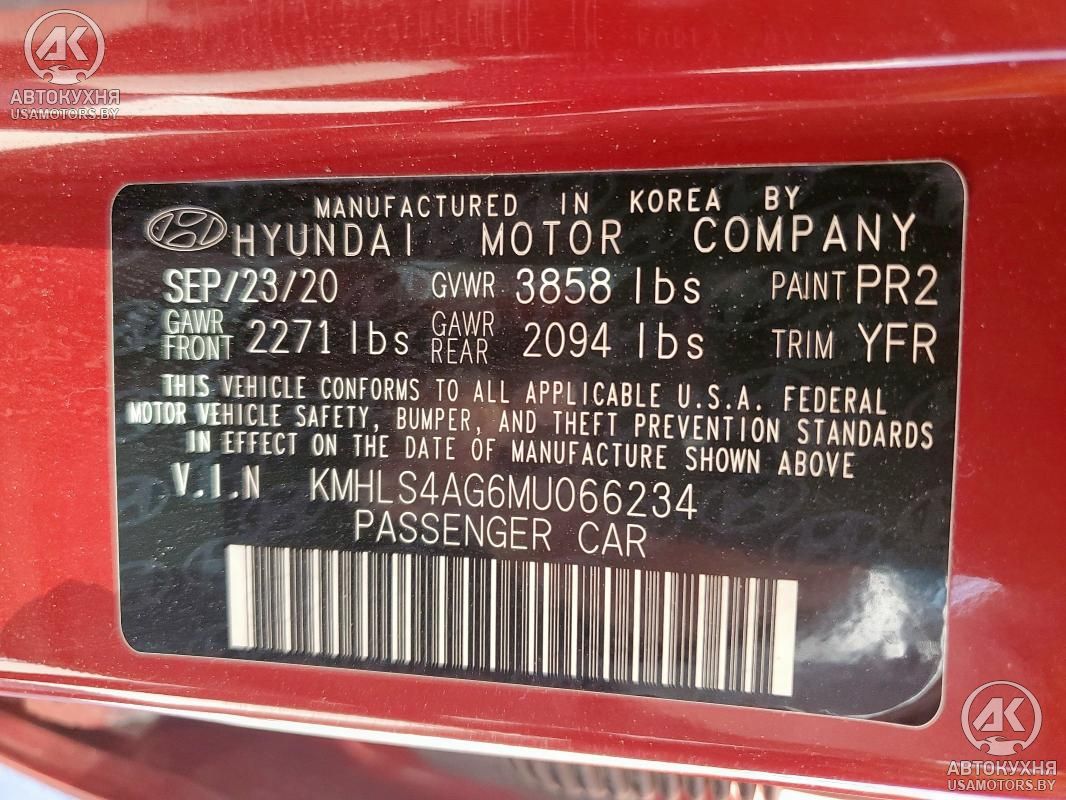 AK
АВТОКУХНЯ
USAMOTORS.BY
MANUFACTURED IN KOREA BY
HYUNDAI MOTOR COMPANY
SEP/23/20 GVWR 3858 lbs PAINT PR2
GAWR FRONT 2271 lbs GAWR REAR 2094 lbs TRIM YFR
THIS VEHICLE CONFORMS TO ALL APPLICABLE U.S.A. FEDERAL
MOTOR VEHICLE SAFETY, BUMPER, AND THEFT PREVENTION STANDARDS
IN EFFECT ON THE DATE OF MANUFACTURE SHOWN ABOVE
V.I.N KMHLS4AG6MU066234
PASSENGER CAR
AK
АВТОКУХНЯ
USAMOTORS.BY